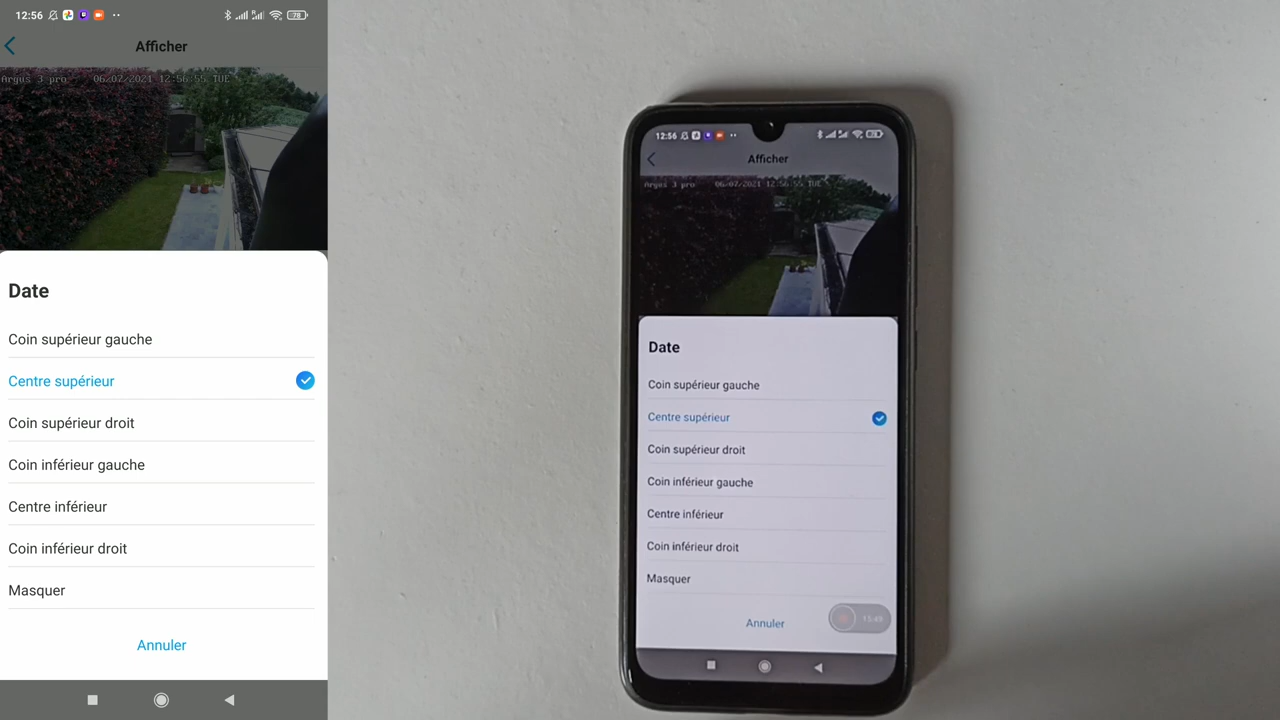 12:56
78
Afficher
Argus 3 pro 06/07/2021 12:56:55 TUE
Date
Coin supérieur gauche
Centre supérieur
Coin supérieur droit
Coin inférieur gauche
Centre inférieur
Coin inférieur droit
Masquer
Annuler
12:56
Afficher
Argus 3 pro 06/07/2021 12:56:55 TUE
Date
Coin supérieur gauche
Centre supérieur
Coin supérieur droit
Coin inférieur gauche
Centre inférieur
Coin inférieur droit
Masquer
Annuler